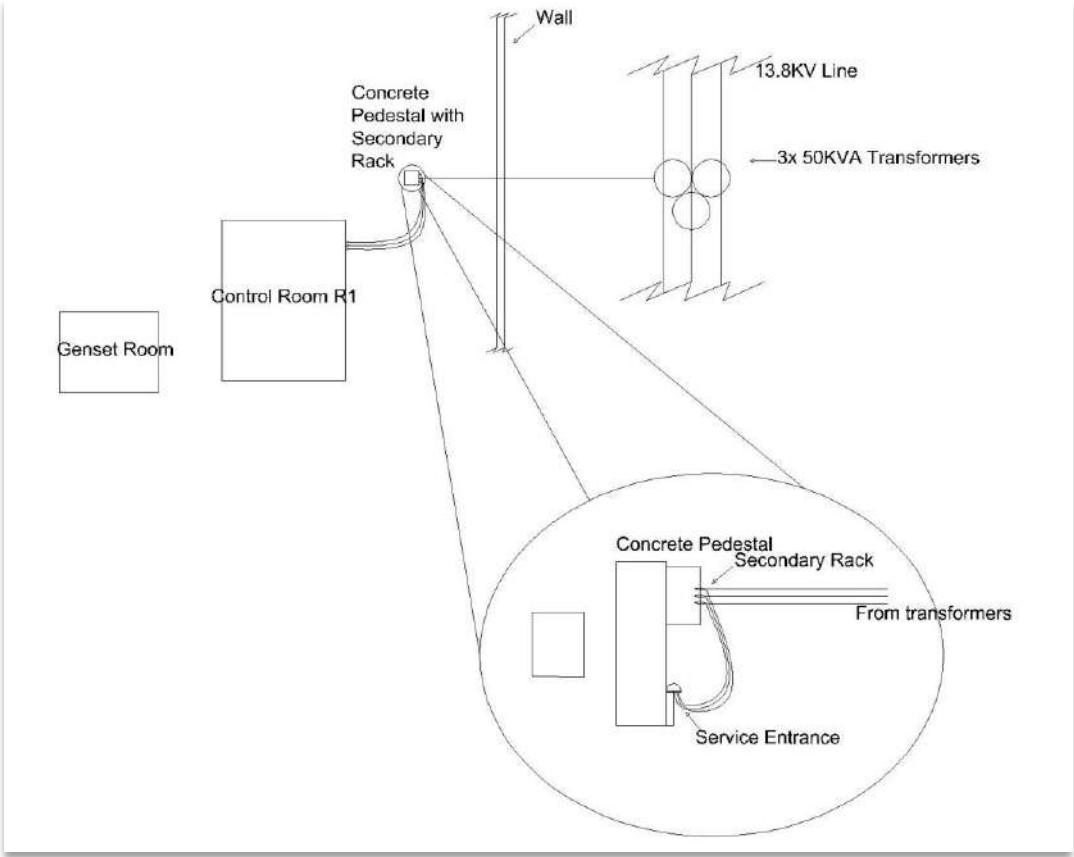 Wall
13.8KV Line
Concrete
Pedestal with
Secondary
Rack
3x 50KVA Transformers
Control Room R1
Genset Room
Concrete Pedestal
Secondary Rack
From transformers
Service Entrance